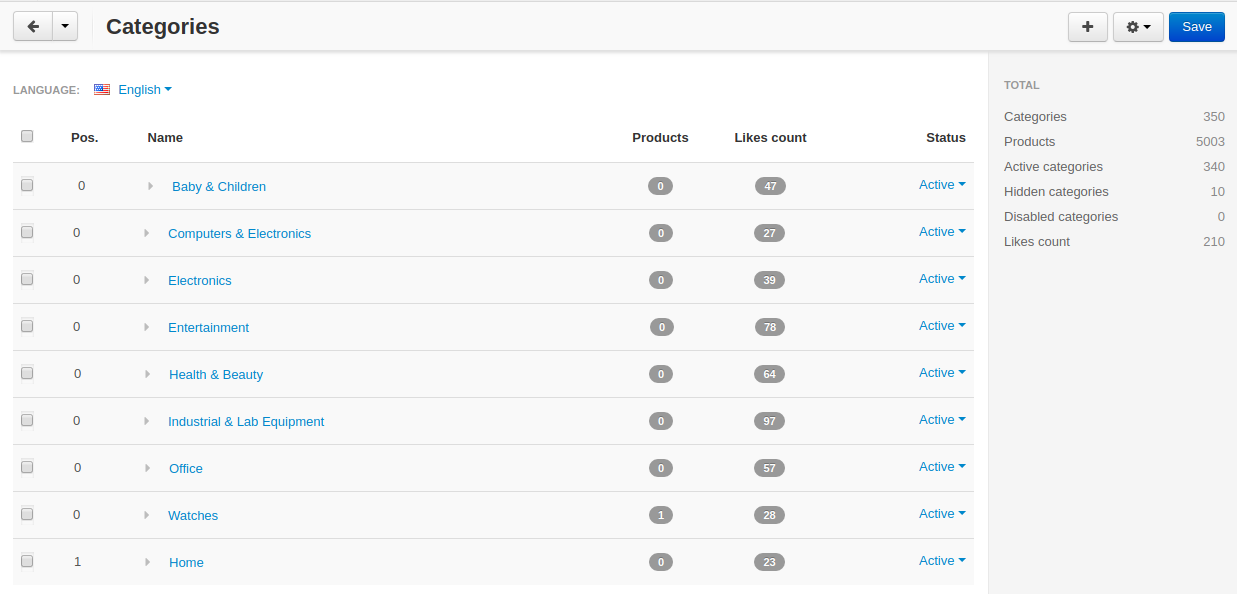 Categories
Save
LANGUAGE: English
Pos. Name Products Likes count Status
0 Baby & Children 0 47 Active
0 Computers & Electronics 0 27 Active
0 Electronics 0 39 Active
0 Entertainment 0 78 Active
0 Health & Beauty 0 64 Active
0 Industrial & Lab Equipment 0 97 Active
0 Office 0 57 Active
0 Watches 1 28 Active
1 Home 0 23 Active
TOTAL
Categories 350
Products 5003
Active categories 340
Hidden categories 10
Disabled categories 0
Likes count 210